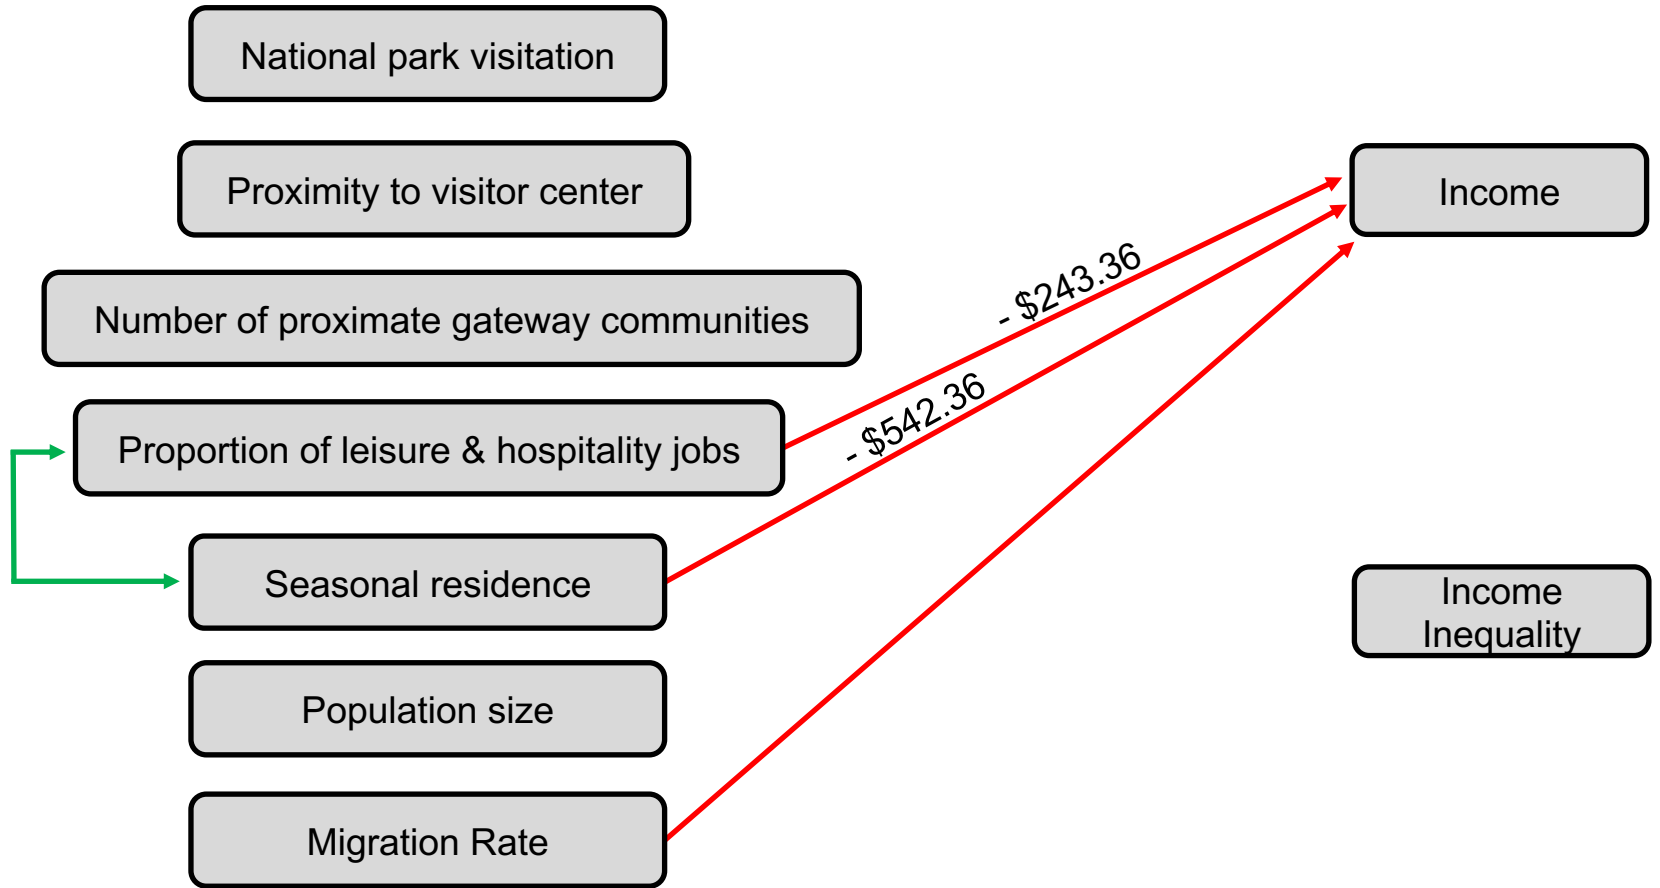 National park visitation
Proximity to visitor center
Income
Number of proximate gateway communities
- $243.36
- $542.36
Proportion of leisure & hospitality jobs
Seasonal residence
Income
Inequality
Population size
Migration Rate